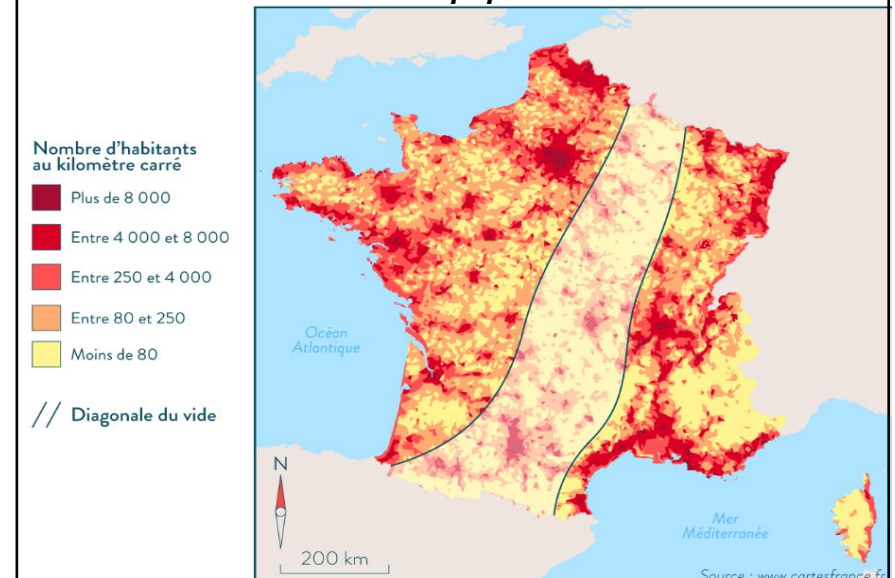 Nombre d'habitants
au kilomètre carré
Plus de 8 000
Entre 4 000 et 8 000
Entre 250 et 4 000
Entre 80 et 250
Moins de 80
Diagonale du vide
Océan
Atlantique
N
200 km
Mer
Méditerranée
Source : www.cartesfrance.fr